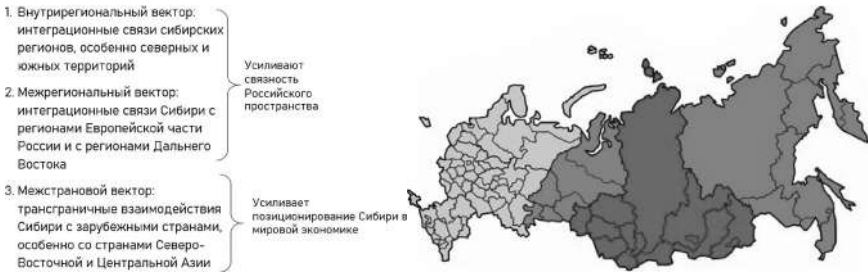 1. Внутрирегиональный вектор:
интеграционные связи сибирских
регионов, особенно северных и
южных территорий
2. Межрегиональный вектор:
интеграционные связи Сибири с
регионами Европейской части
России и с регионами Дальнего
Востока
Усиливают
связность
Российского
пространства
3. Межстрановой вектор:
трансграничные взаимодействия
Сибири с зарубежными странами,
особенно со странами Северо-
Восточной и Центральной Азии
Усиливает
позиционирование Сибири в
мировой экономике